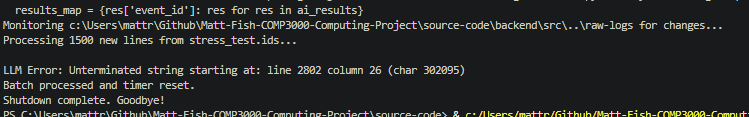 results_map = {res['event_id']: res for res in ai_results}
Monitoring c:\Users\mattr\Github\Matt-Fish-COMP3000-Computing-Project\source-code\backend\src\..\raw-logs for changes...
Processing 1500 new lines from stress_test.ids...
LLM Error: Unterminated string starting at: line 2802 column 26 (char 302095)
Batch processed and timer reset.
Shutdown complete. Goodbye!
PS C:\Users\mattr\Github\Matt-Fish-COMP3000-Computing-Project\source-code> & c:/Users/mattr/Github/Matt-Fish-COMP3000-Comput